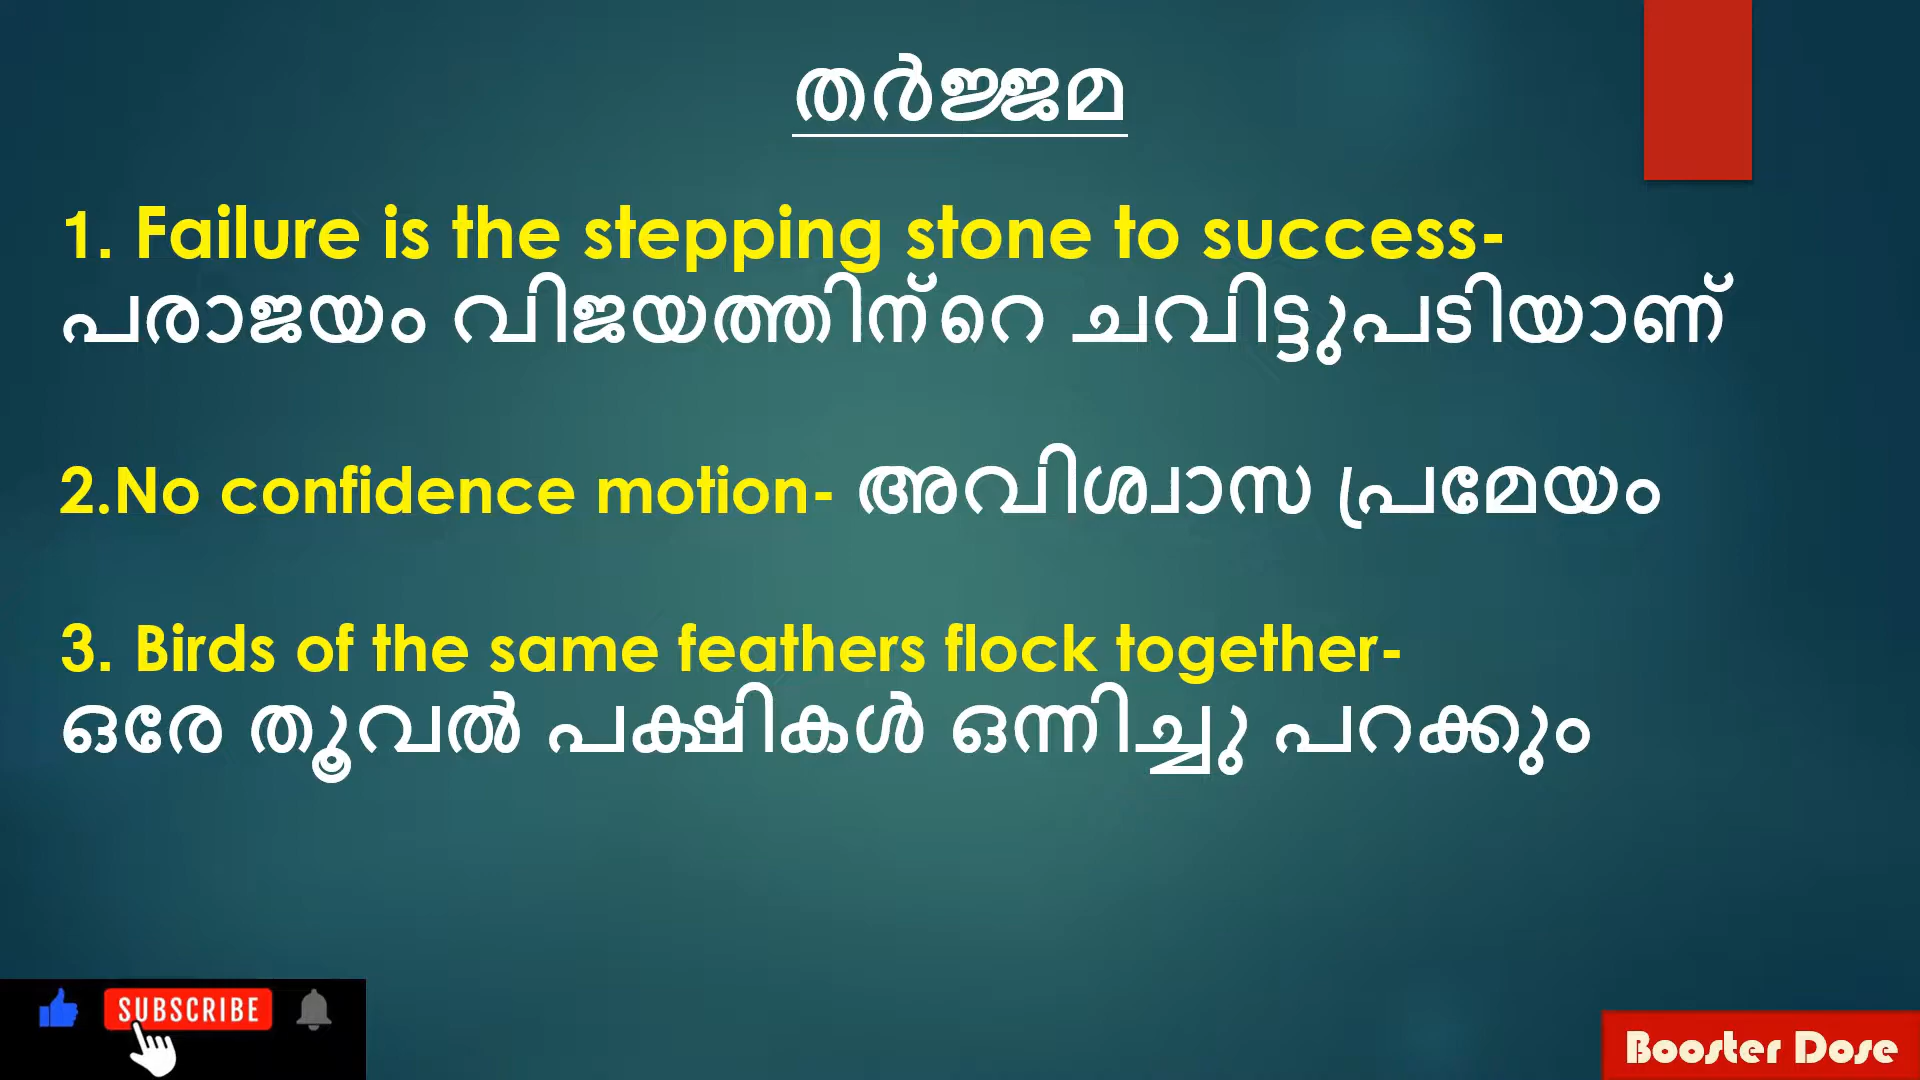 തർജ്ജമ
1. Failure is the stepping stone to success-
പരാജയം വിജയത്തിന്റെ ചവിട്ടുപടിയാണ്
2.No confidence motion- അവിശ്വാസ പ്രമേയം
3. Birds of the same feathers flock together-
ഒരേ തൂവൽ പക്ഷികൾ ഒന്നിച്ചു പറക്കും
SUBSCRIBE
Booster Dose